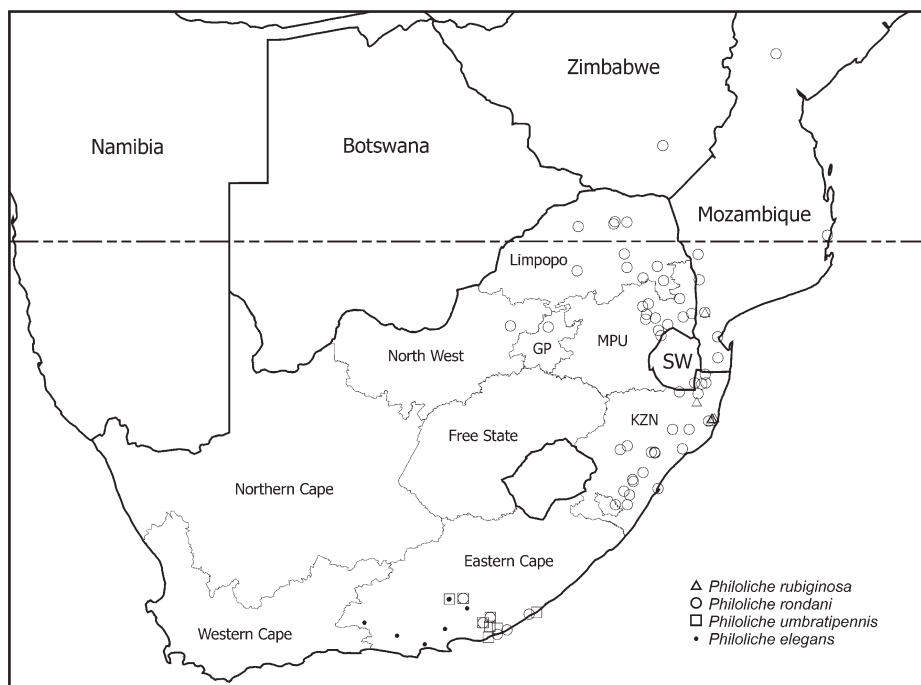 Zimbabwe
Namibia
Botswana
Mozambique
Limpopo
North West
GP
MPU
SW
Free State
KZN
Northern Cape
Eastern Cape
Western Cape
Philoliche rubiginosa
Philoliche rondani
Philoliche umbratipennis
Philoliche elegans